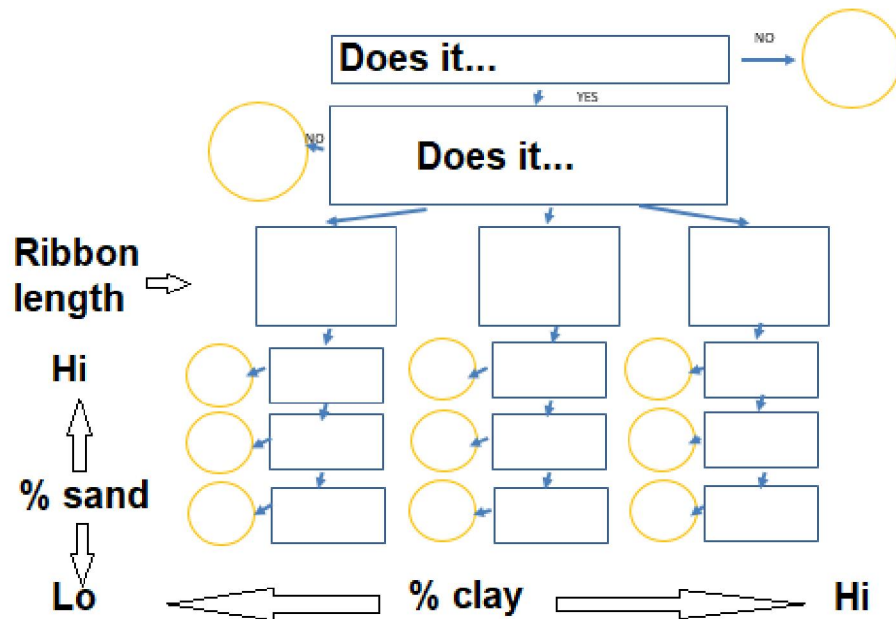 Does it...
NO
YES
NO
Does it...
Ribbon
length
Hi
% sand
Lo
% clay
Hi